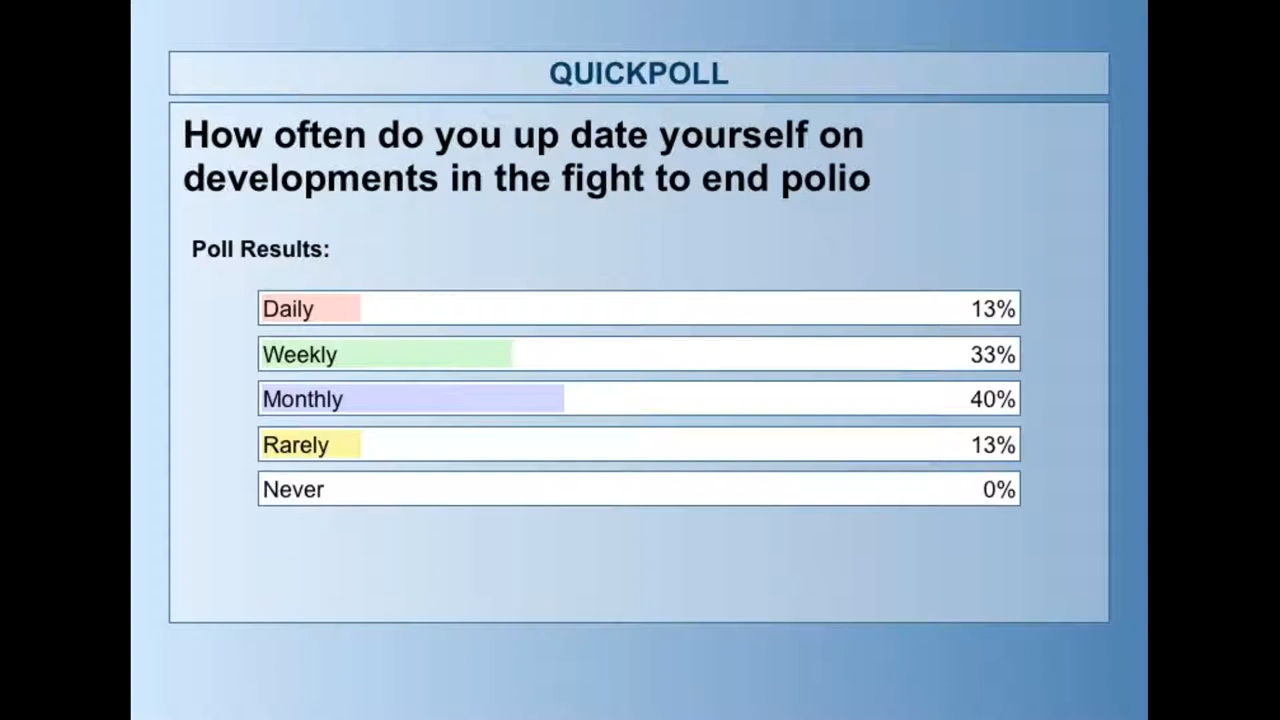 QUICKPOLL
How often do you up date yourself on
developments in the fight to end polio
Poll Results:
Daily 13%
Weekly 33%
Monthly 40%
Rarely 13%
Never 0%